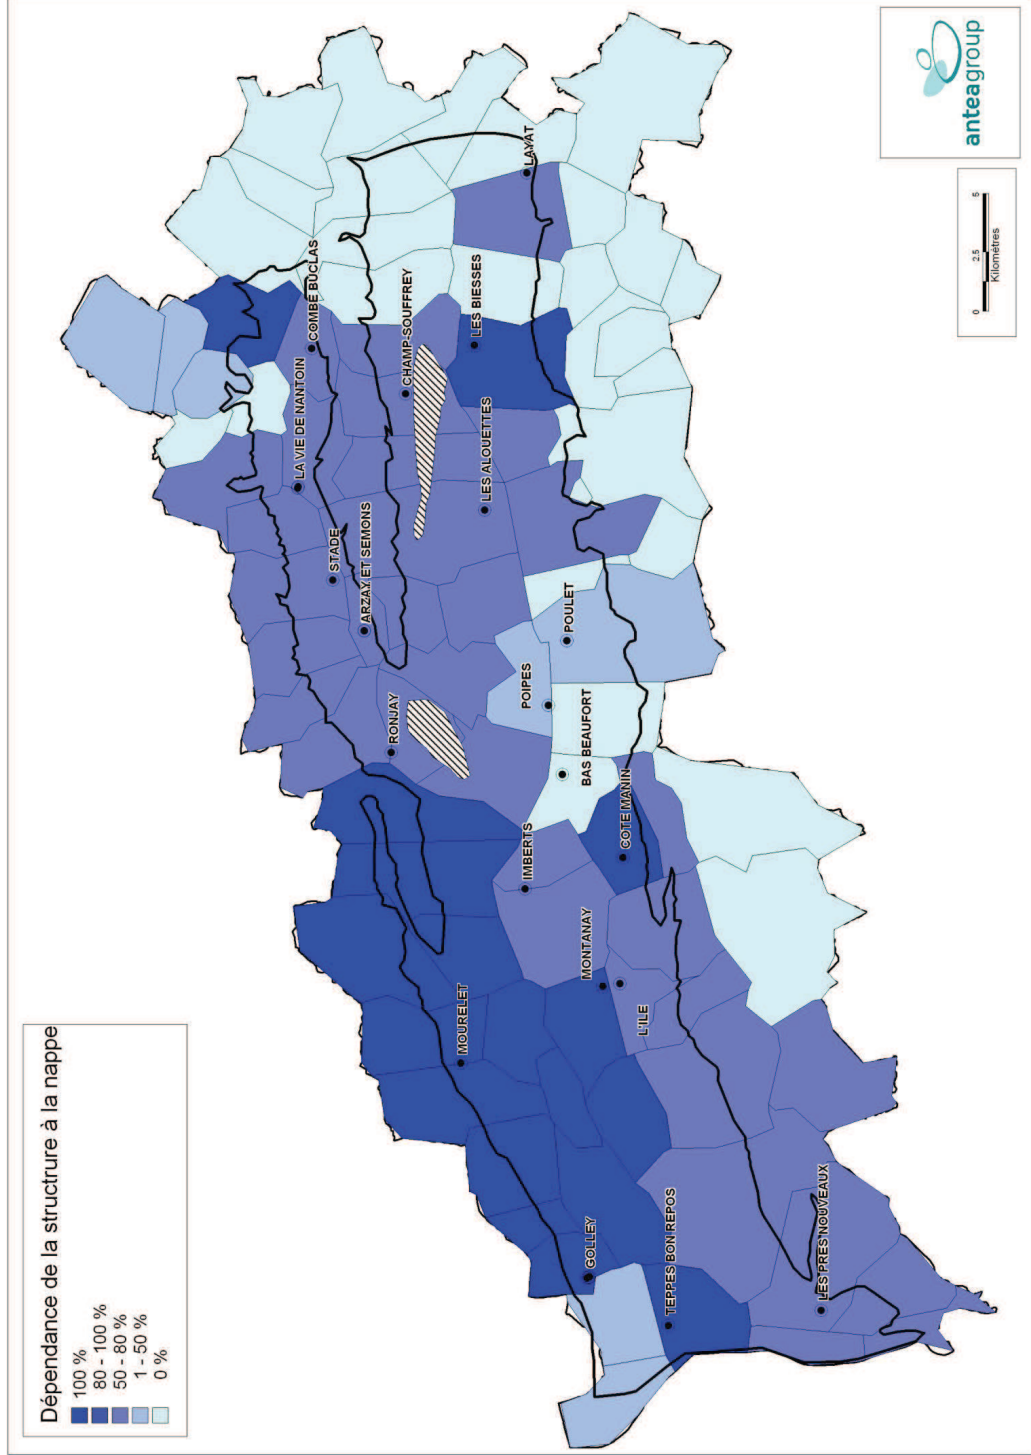 Dépendance de la structrure à la nappe
100 %
80 - 100 %
50 - 80 %
1 - 50 %
0 %
COMBE BUCLAS
LA VIE DE NANTOIN
CHAMP-SOUFFREY
LAYAT
LES BIESSES
STADE
ARZAY ET SEMONS
LES ALOUETTES
RONJAY
POULET
POIPES
BAS BEAUFORT
IMBERTS
COTE MANIN
MONTANAY
MOURELET
L'ILE
GOLLEY
TEPPES BON REPOS
LES PRES NOUVEAUX
0 2.5 5
Kilomètres
anteagroup